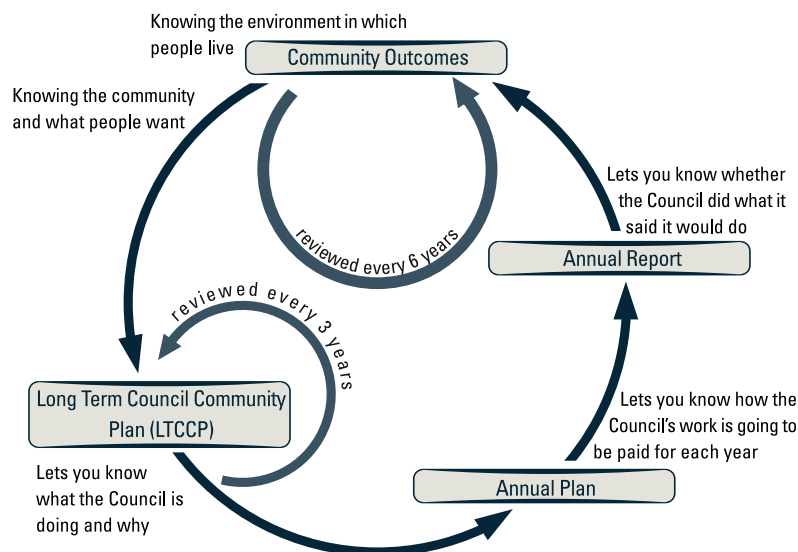 Knowing the environment in which
people live
Community Outcomes
Knowing the community
and what people want
Lets you know whether
the Council did what it
said it would do
reviewed every 6 years
Annual Report
reviewed every 3 years
Long Term Council Community
Plan (LTCCP)
Lets you know how the
Council's work is going to
be paid for each year
Lets you know
what the Council is
doing and why
Annual Plan